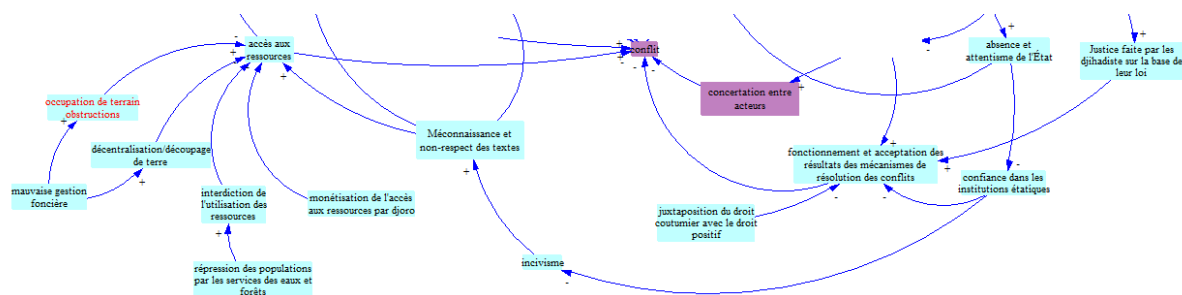 accès aux
ressources
conflit
absence et
attentisme de l'État
Justice faite par les
djihadiste sur la base de
leur loi
occupation de terrain
obstructions
concertation entre
acteurs
décentralisation/découpage
de terre
Méconnaissance et
non-respect des textes
fonctionnement et acceptation des
résultats des mécanismes de
résolution des conflits
mauvaise gestion
foncière
interdiction de
l'utilisation des
ressources
monétisation de l'accès
aux ressources par djoro
confiance dans les
institutions étatiques
juxtaposition du droit
coutumier avec le droit
positif
incivisme
répression des populations
par les services des eaux et
forêts